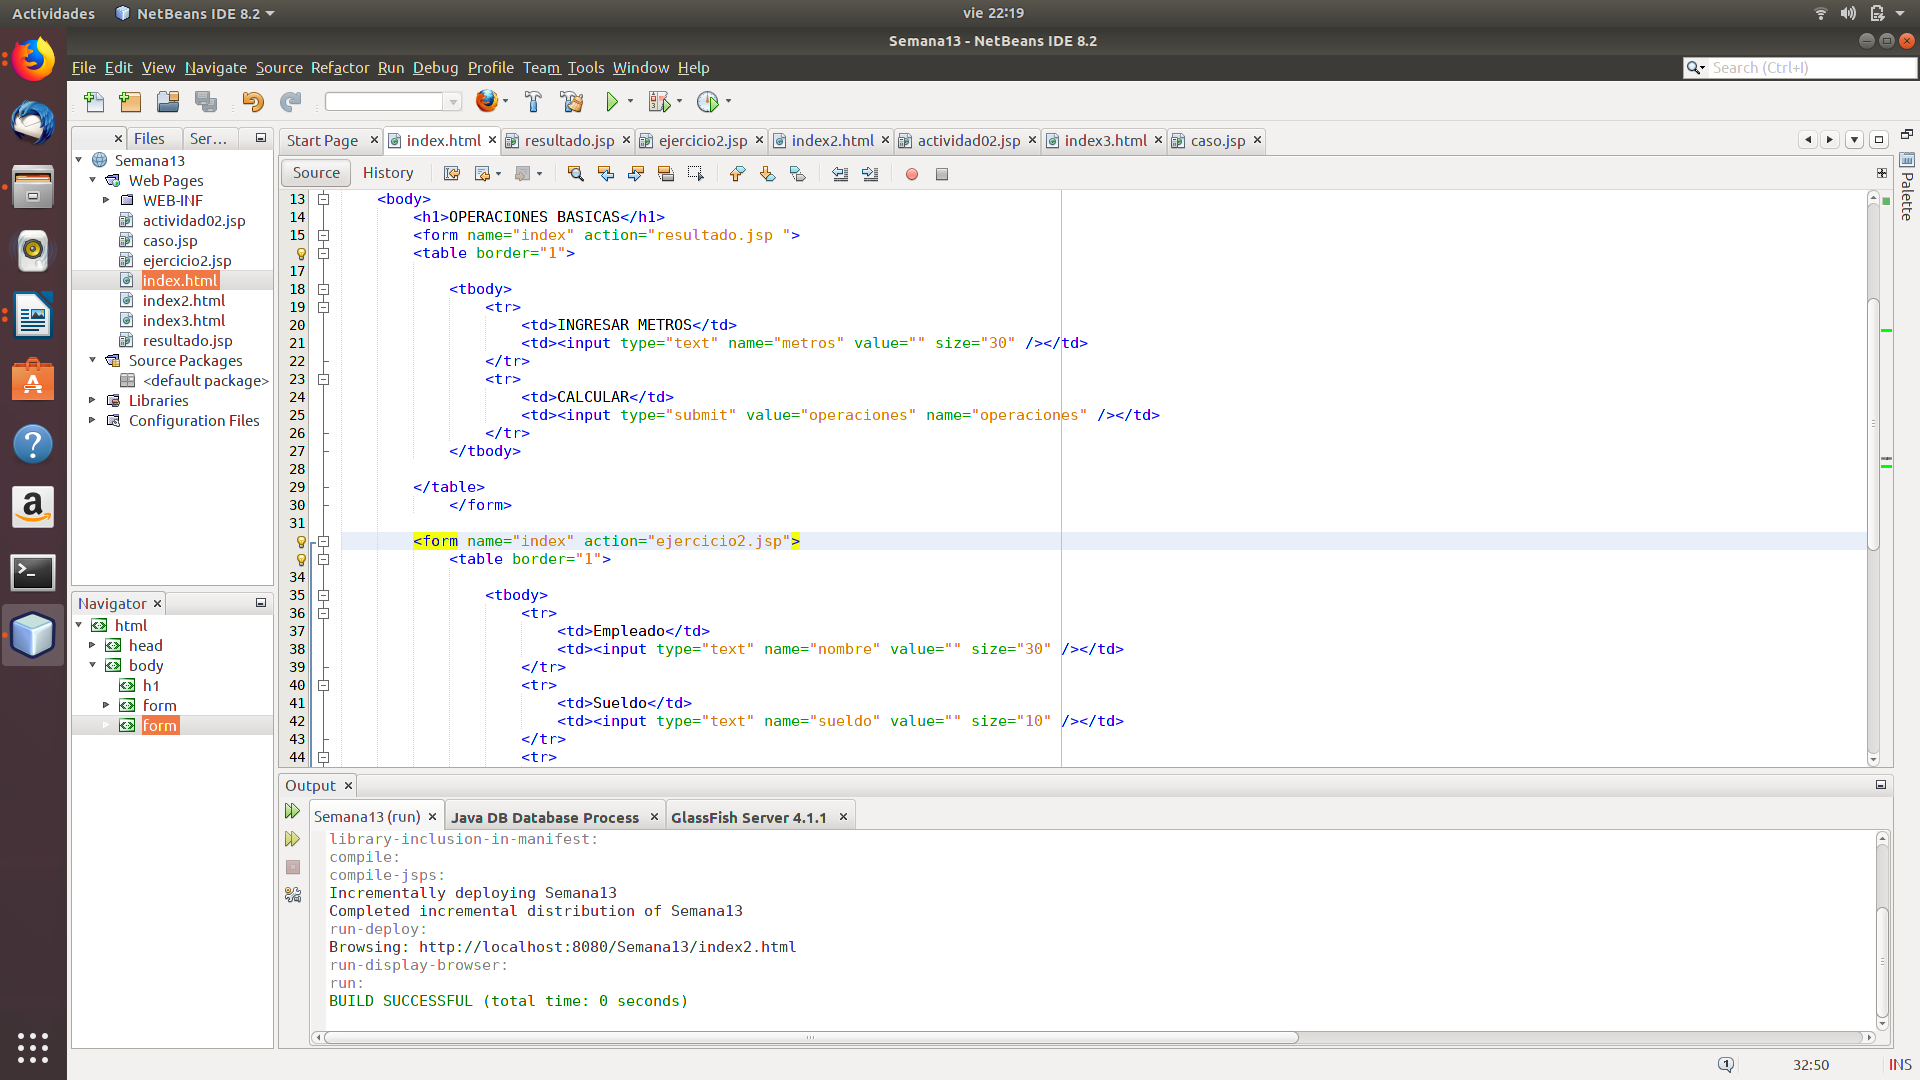 Actividades
NetBeans IDE 8.2
vie 22:19
Semana13 - NetBeans IDE 8.2
File Edit View Navigate Source Refactor Run Debug Profile Team Tools Window Help
Search (Ctrl+I)
Files
Ser...
Semana13
Web Pages
WEB-INF
actividad02.jsp
caso.jsp
ejercicio2.jsp
index.html
index2.html
index3.html
resultado.jsp
Source Packages
<default package>
Libraries
Configuration Files
Navigator
html
head
body
h1
form
form
Start Page
index.html
resultado.jsp
ejercicio2.jsp
index2.html
actividad02.jsp
index3.html
caso.jsp
Source
History
Palette
13 <body>
14 <h1>OPERACIONES BASICAS</h1>
15 <form name="index" action="resultado.jsp ">
<table border="1">
17
18 <tbody>
19 <tr>
20 <td>INGRESAR METROS</td>
21 <td><input type="text" name="metros" value="" size="30" /></td>
22 </tr>
23 <tr>
24 <td>CALCULAR</td>
25 <td><input type="submit" value="operaciones" name="operaciones" /></td>
26 </tr>
27 </tbody>
28
29 </table>
30 </form>
31
<form name="index" action="ejercicio2.jsp">
<table border="1">
34
35 <tbody>
36 <tr>
37 <td>Empleado</td>
38 <td><input type="text" name="nombre" value="" size="30" /></td>
39 </tr>
40 <tr>
41 <td>Sueldo</td>
42 <td><input type="text" name="sueldo" value="" size="10" /></td>
43 </tr>
44 <tr>
Output
Semana13 (run)
Java DB Database Process
GlassFish Server 4.1.1
library-inclusion-in-manifest:
compile:
compile-jsps:
Incrementally deploying Semana13
Completed incremental distribution of Semana13
run-deploy:
Browsing: http://localhost:8080/Semana13/index2.html
run-display-browser:
run:
BUILD SUCCESSFUL (total time: 0 seconds)
1
32:50
INS